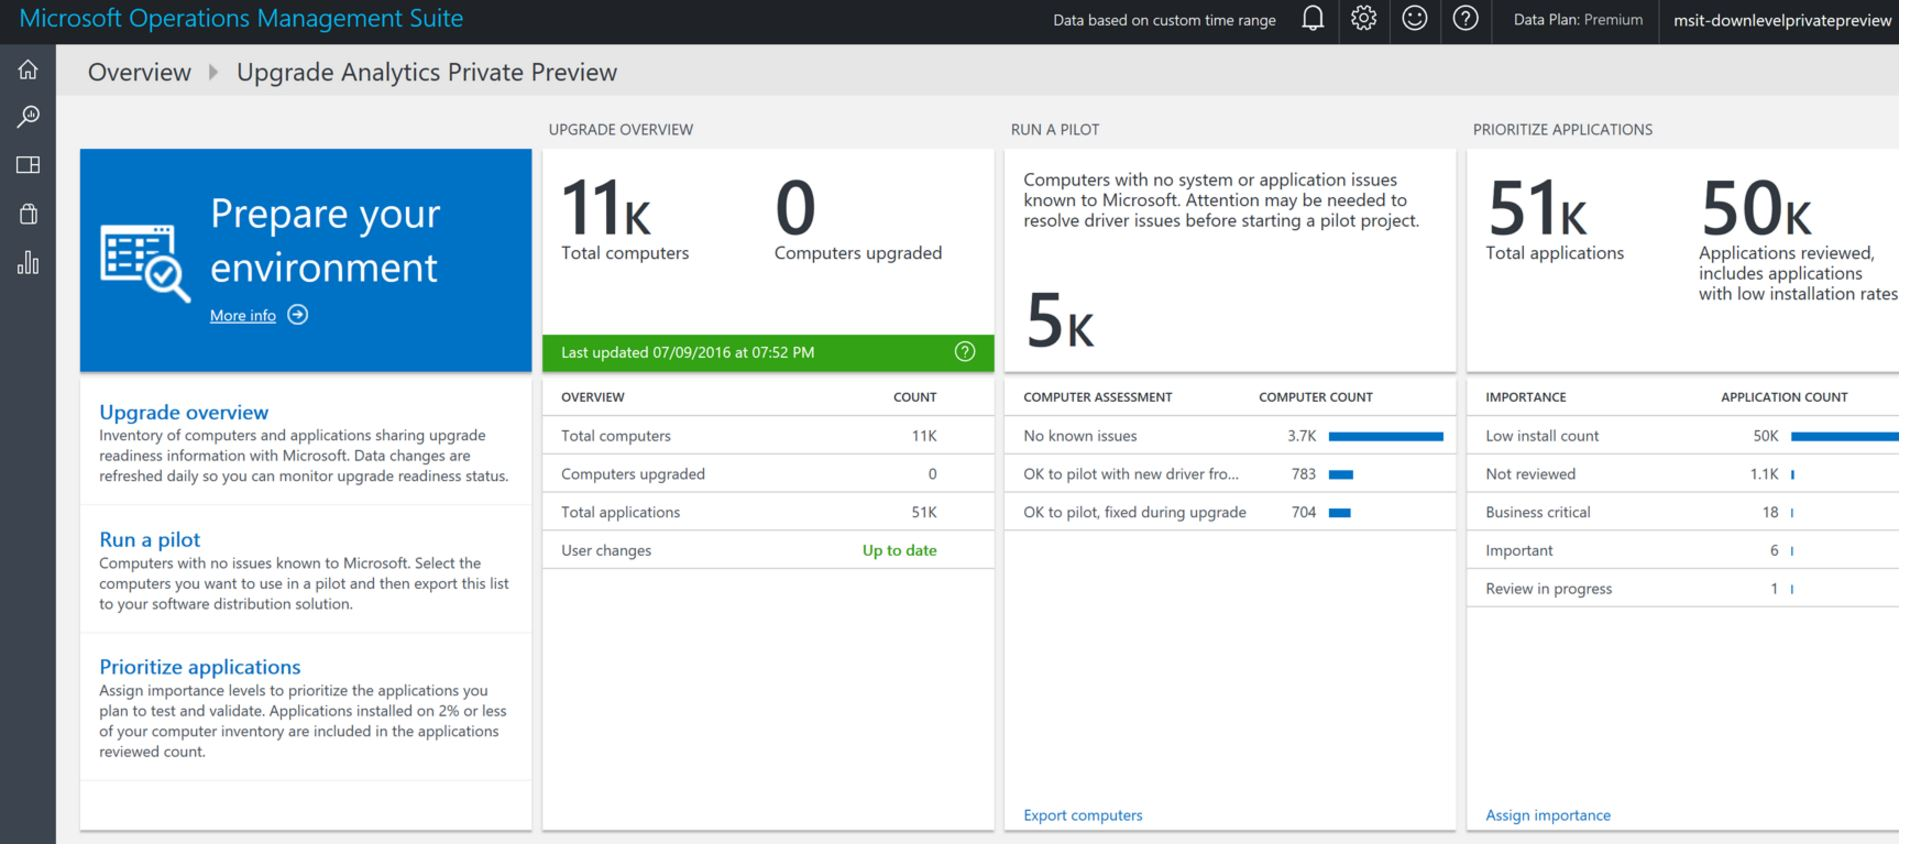 Microsoft Operations Management Suite
Data based on custom time range
Data Plan: Premium
msit-downlevelprivatepreview
Overview
Upgrade Analytics Private Preview
Prepare your
environment
More info
Upgrade overview
Inventory of computers and applications sharing upgrade
readiness information with Microsoft. Data changes are
refreshed daily so you can monitor upgrade readiness status.
Run a pilot
Computers with no issues known to Microsoft. Select the
computers you want to use in a pilot and then export this list
to your software distribution solution.
Prioritize applications
Assign importance levels to prioritize the applications you
plan to test and validate. Applications installed on 2% or less
of your computer inventory are included in the applications
reviewed count.
UPGRADE OVERVIEW
11K 0
Total computers Computers upgraded
Last updated 07/09/2016 at 07:52 PM
OVERVIEW COUNT
Total computers 11K
Computers upgraded 0
Total applications 51K
User changes Up to date
RUN A PILOT
Computers with no system or application issues
known to Microsoft. Attention may be needed to
resolve driver issues before starting a pilot project.
5K
COMPUTER ASSESSMENT COMPUTER COUNT
No known issues 3.7K
OK to pilot with new driver fro... 783
OK to pilot, fixed during upgrade 704
Export computers
PRIORITIZE APPLICATIONS
51K 50K
Total applications Applications reviewed,
includes applications
with low installation rates
IMPORTANCE APPLICATION COUNT
Low install count 50K
Not reviewed 1.1K
Business critical 18
Important 6
Review in progress 1
Assign importance